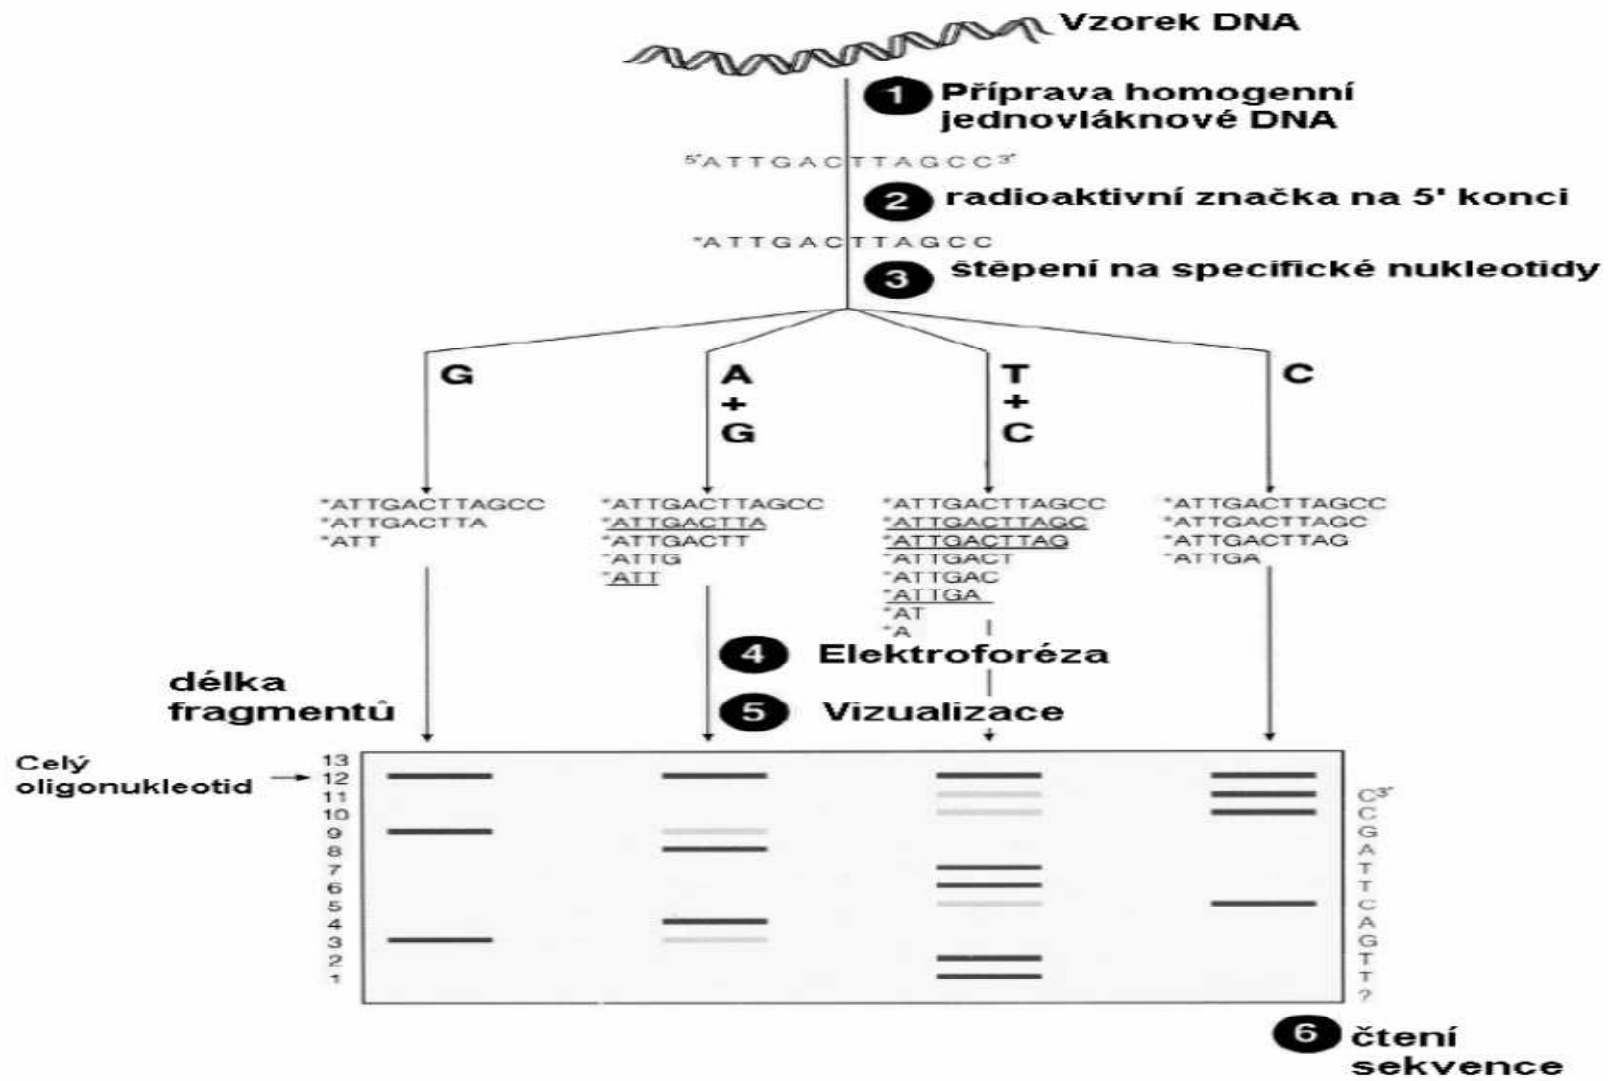 Vzorek DNA
1 Příprava homogenní
jednovláknové DNA
5'ATTGACTTAGCC3'
2 radioaktivní značka na 5' konci
*ATTGACTTAGCC
3 štěpení na specifické nukleotidy
G
A
+
G
T
+
C
C
*ATTGACTTAGCC
*ATTGACTTA
*ATT
*ATTGACTTAGCC
*ATTGACTTA
*ATTGACTT
*ATTG
*ATT
*ATTGACTTAGCC
*ATTGACTTAGC
*ATTGACTTAG
*ATTGACT
*ATTGAC
*ATTGA
*AT
*A
*ATTGACTTAGCC
*ATTGACTTAGC
*ATTGACTTAG
*ATTGA
4 Elektroforéza
5 Vizualizace
délka
fragmentů
Celý
oligonukleotid
13
12
11
10
9
8
7
6
5
4
3
2
1
C3'
C
G
A
T
T
C
A
G
T
T
?
6 čtení
sekvence